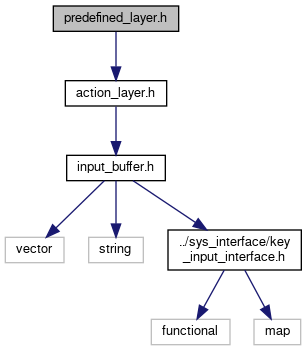 predefined_layer.h
action_layer.h
input_buffer.h
vector
string
../sys_interface/key
_input_interface.h
functional
map